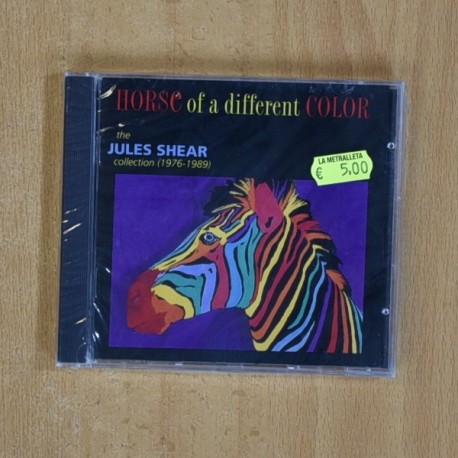 HORSE of a different COLOR
the
JULES SHEAR
collection (1976-1989)
LA METRALLETA
€ 5,00